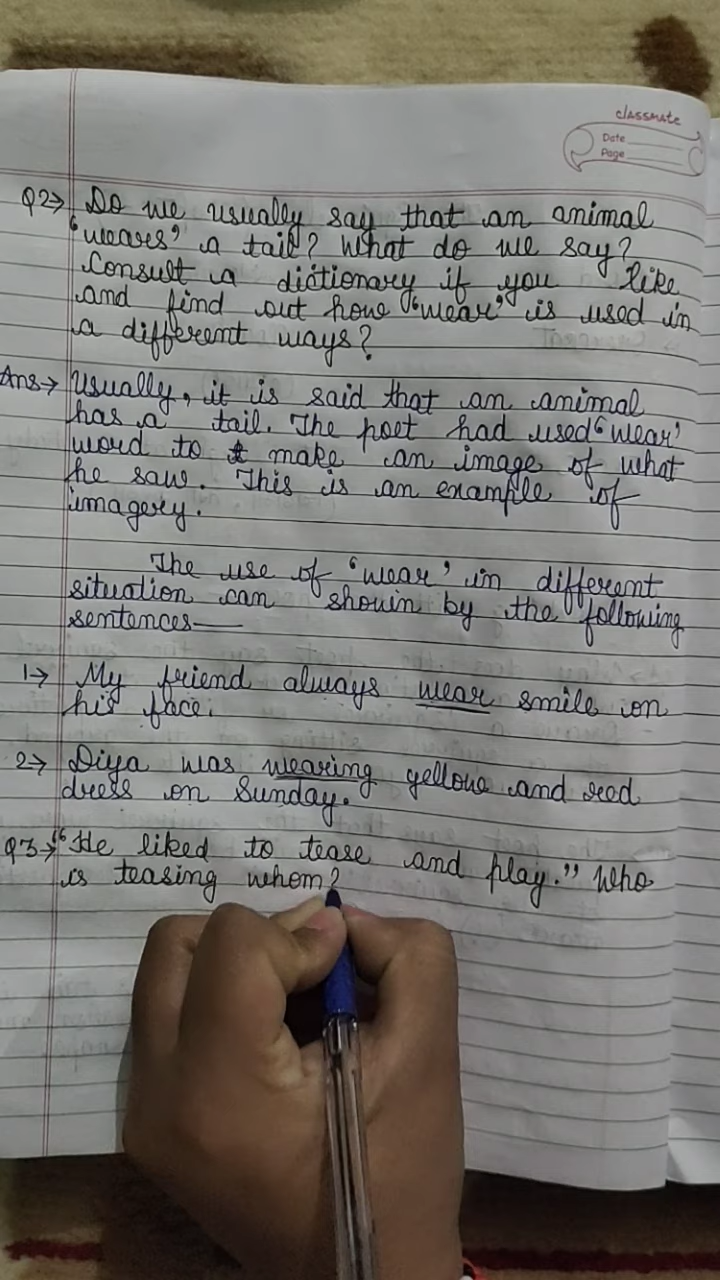 classmate
Date
Page
Q2→ Do we usually say that an animal
'wears' a tail? What do we say?
Consult a dictionary if you like
and find out how 'wear' is used in
a different ways?
Ans→ Usually, it is said that an animal
has a tail. The poet had used 'wear'
word to make an image of what
he saw. This is an example of
imagery.
The use of 'wear' in different
situation can shown by the following
sentences—
1→ My friend always wear smile on
his face.
2→ Diya was wearing yellow and red
dress on Sunday.
Q3→ "He liked to tease and play." Who
is teasing whom?